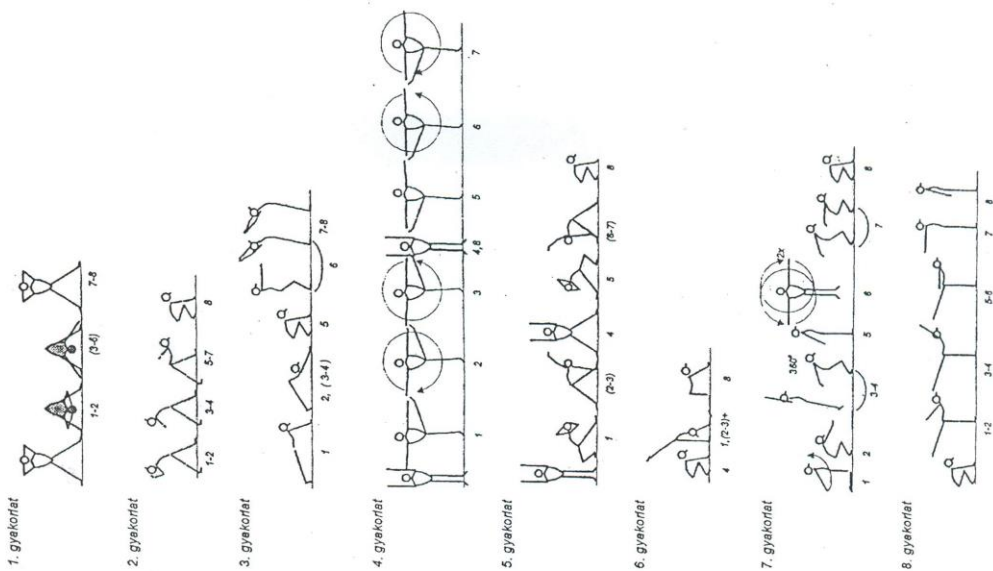 1. gyakorlat
1-2 (3-6) 7-8
2. gyakorlat
1-2 3-4 5-7 8
3. gyakorlat
1 2, (3-4) 5 6 7-8
4. gyakorlat
1 2 3 4,8 5 6 7
5. gyakorlat
1 (2-3) 4 5 (6-7) 8
6. gyakorlat
4 1,(2-3)+ 8
7. gyakorlat
360° 2x
1 2 3-4 5 6 7 8
8. gyakorlat
1-2 3-4 5-6 7 8